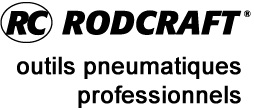 RC RODCRAFT®
outils pneumatiques
professionnels